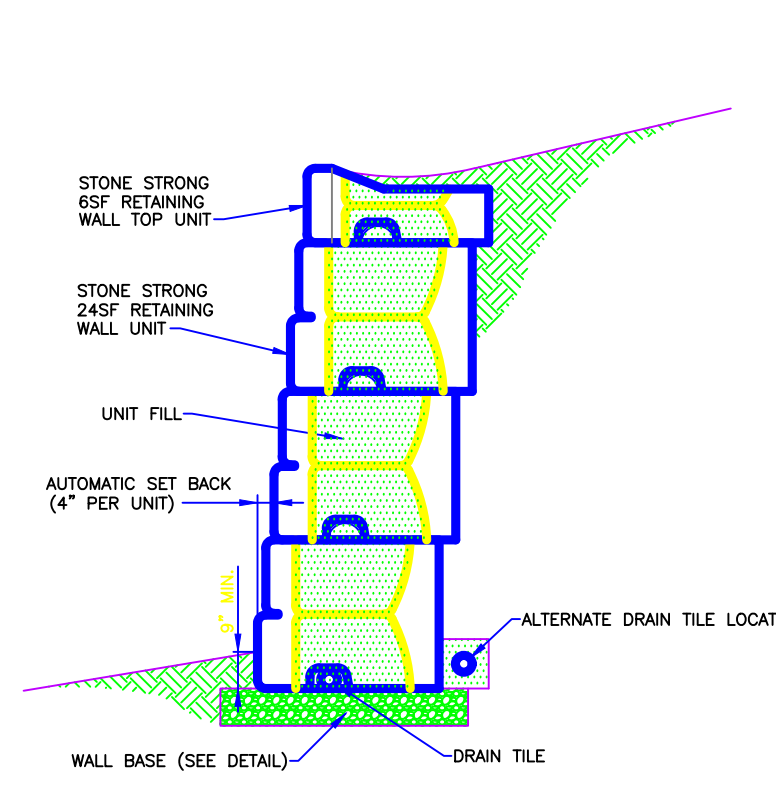 STONE STRONG
6SF RETAINING
WALL TOP UNIT
STONE STRONG
24SF RETAINING
WALL UNIT
UNIT FILL
AUTOMATIC SET BACK
(4" PER UNIT)
9" MIN.
ALTERNATE DRAIN TILE LOCAT
WALL BASE (SEE DETAIL)
DRAIN TILE